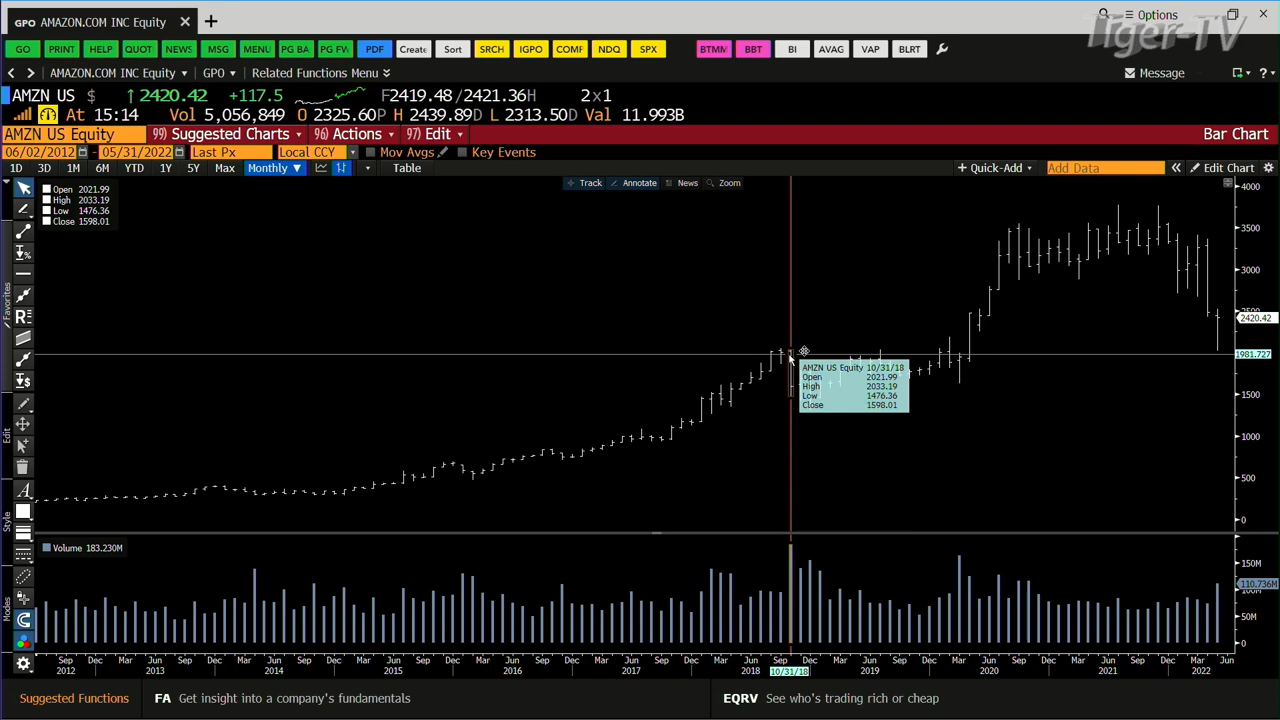 GPO AMAZON.COM INC Equity
Options
Tiger-TV
GO PRINT HELP QUOT NEWS MSG MENU PG BA PG FW PDF Create Sort SRCH IGPO COMF NDQ SPX BTMM BBT BI AVAG VAP BLRT
AMAZON.COM INC Equity GPO Related Functions Menu Message ?
AMZN US $ ↑ 2420.42 +117.5 F2419.48/2421.36H 2x1
At 15:14 Vol 5,056,849 O 2325.60P H 2439.89D L 2313.50D Val 11.993B
AMZN US Equity 99) Suggested Charts 96) Actions 97) Edit Bar Chart
06/02/2012 - 05/31/2022 Last Px Local CCY Mov Avgs Key Events
1D 3D 1M 6M YTD 1Y 5Y Max Monthly ▼ Table + Quick-Add Add Data « Edit Chart
Track Annotate News Zoom
Open 2021.99
High 2033.19
Low 1476.36
Close 1598.01
4000
3500
3000
2500
2420.42
1981.727
1500
1000
500
0
AMZN US Equity 10/31/18
Open 2021.99
High 2033.19
Low 1476.36
Close 1598.01
Favorites
Edit
Style
Modes
Volume 183.230M
150M
110.736M
100M
50M
0
Sep Dec Mar Jun Sep Dec Mar Jun Sep Dec Mar Jun Sep Dec Mar Jun Sep Dec Mar Jun Sep Dec Mar Jun Sep Dec Mar Jun Sep Dec Mar Jun Sep Dec Mar Jun Sep Dec Mar Jun
2012 2013 2014 2015 2016 2017 2018 10/31/18 2019 2020 2021 2022
Suggested Functions FA Get insight into a company's fundamentals EQRV See who's trading rich or cheap